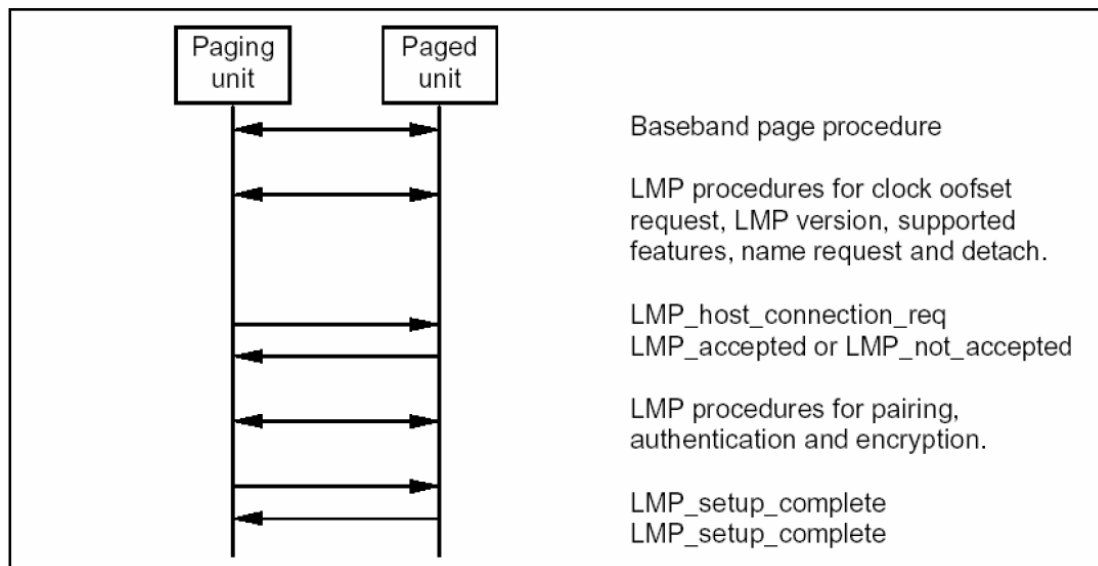 Paging
unit
Paged
unit
Baseband page procedure
LMP procedures for clock oofset
request, LMP version, supported
features, name request and detach.
LMP_host_connection_req
LMP_accepted or LMP_not_accepted
LMP procedures for pairing,
authentication and encryption.
LMP_setup_complete
LMP_setup_complete